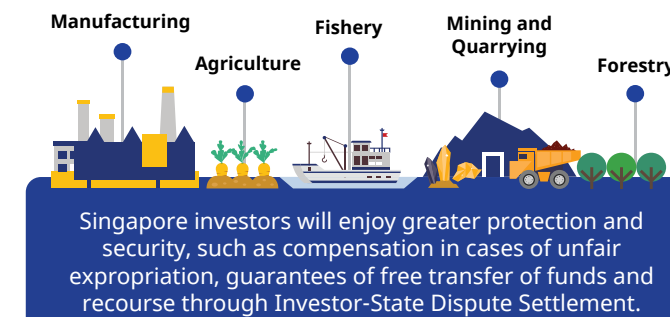 Manufacturing
Agriculture
Fishery
Mining and
Quarrying
Forestry
Singapore investors will enjoy greater protection and
security, such as compensation in cases of unfair
expropriation, guarantees of free transfer of funds and
recourse through Investor-State Dispute Settlement.